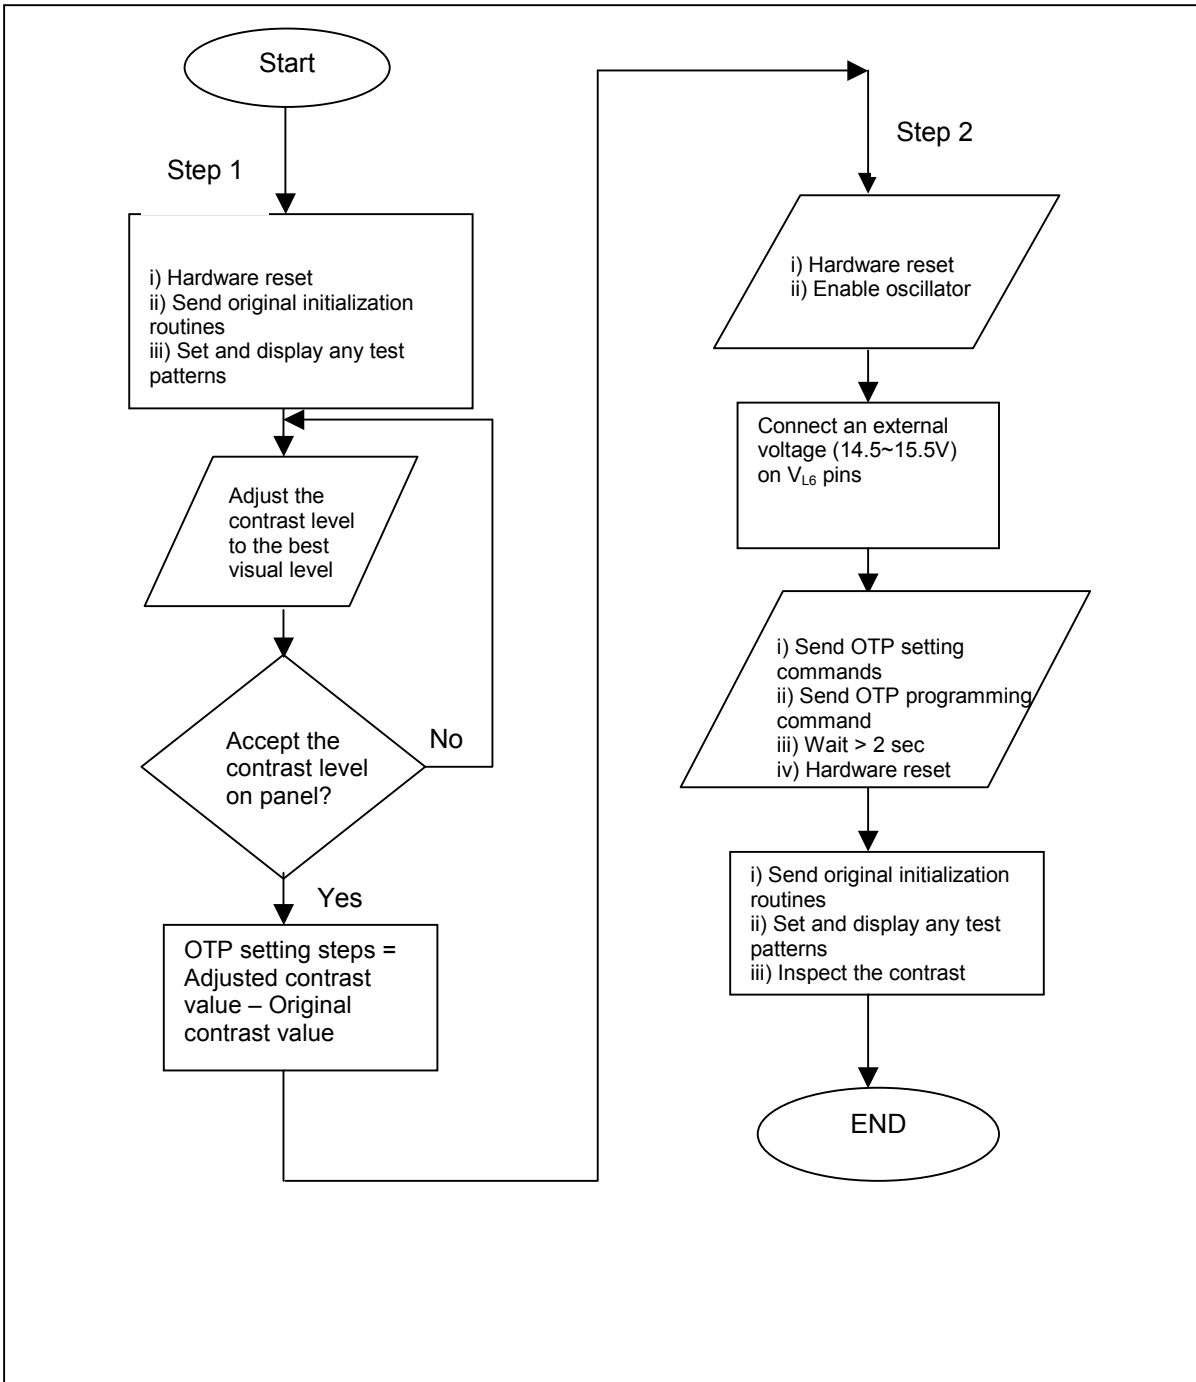 Start
Step 1
i) Hardware reset
ii) Send original initialization
routines
iii) Set and display any test
patterns
Adjust the
contrast level
to the best
visual level
Accept the
contrast level
on panel?
No
Yes
OTP setting steps =
Adjusted contrast
value – Original
contrast value
Step 2
i) Hardware reset
ii) Enable oscillator
Connect an external
voltage (14.5~15.5V)
on VL6 pins
i) Send OTP setting
commands
ii) Send OTP programming
command
iii) Wait > 2 sec
iv) Hardware reset
i) Send original initialization
routines
ii) Set and display any test
patterns
iii) Inspect the contrast
END